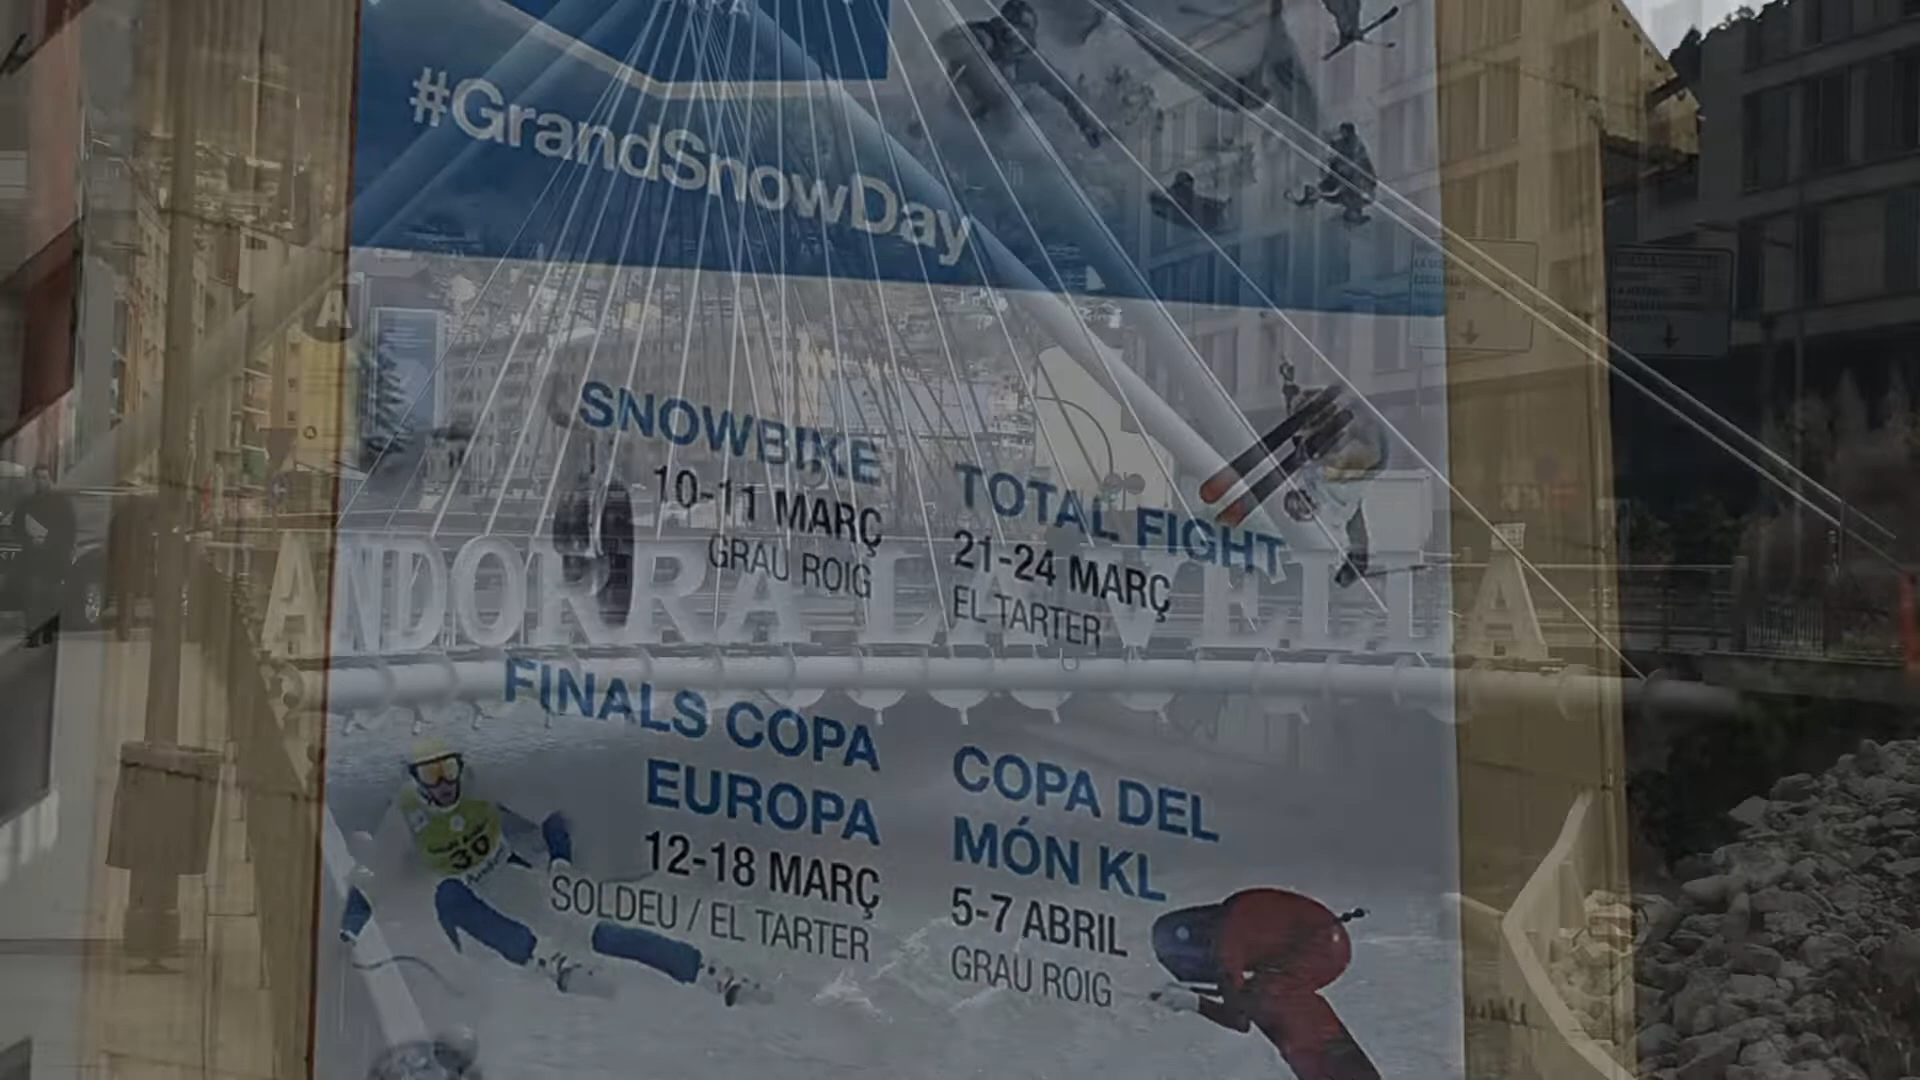 #GrandSnowDay
SNOWBIKE
10-11 MARÇ
GRAU ROIG
TOTAL FIGHT
21-24 MARÇ
EL TARTER
ANDORRA LA VELLA
FINALS COPA
EUROPA
12-18 MARÇ
SOLDEU / EL TARTER
COPA DEL
MÓN KL
5-7 ABRIL
GRAU ROIG
30
A